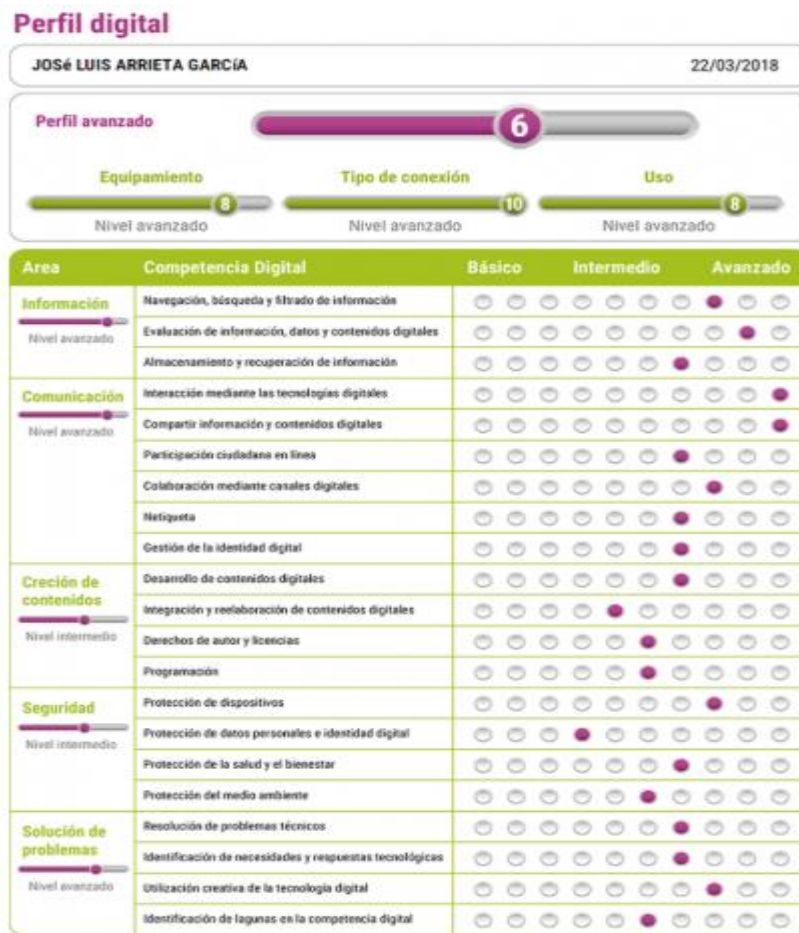 Perfil digital
JOSé LUIS ARRIETA GARCíA 22/03/2018
Perfil avanzado 6
Equipamiento Tipo de conexión Uso
8 10 8
Nivel avanzado Nivel avanzado Nivel avanzado
Area Competencia Digital Básico Intermedio Avanzado
Información
Nivel avanzado
Navegación, búsqueda y filtrado de información
Evaluación de información, datos y contenidos digitales
Almacenamiento y recuperación de información
Comunicación
Nivel avanzado
Interacción mediante las tecnologías digitales
Compartir información y contenidos digitales
Participación ciudadana en línea
Colaboración mediante canales digitales
Netiqueta
Gestión de la identidad digital
Creción de
contenidos
Nivel intermedio
Desarrollo de contenidos digitales
Integración y reelaboración de contenidos digitales
Derechos de autor y licencias
Programación
Seguridad
Nivel intermedio
Protección de dispositivos
Protección de datos personales e identidad digital
Protección de la salud y el bienestar
Protección del medio ambiente
Solución de
problemas
Nivel avanzado
Resolución de problemas técnicos
Identificación de necesidades y respuestas tecnológicas
Utilización creativa de la tecnología digital
Identificación de lagunas en la competencia digital